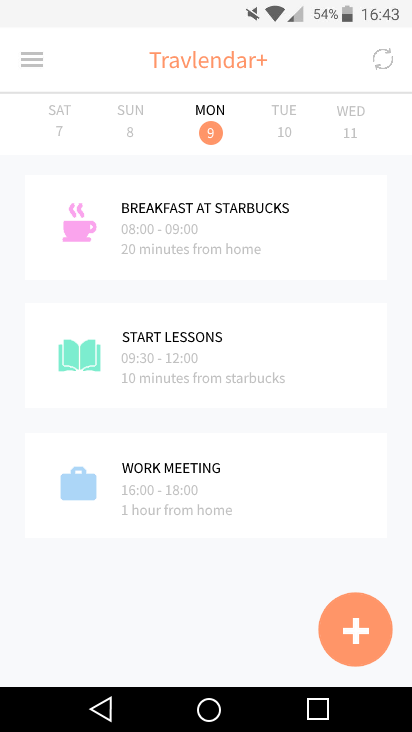 54% 16:43
Travlendar+
SAT SUN MON TUE WED
7 8 9 10 11
BREAKFAST AT STARBUCKS
08:00 - 09:00
20 minutes from home
START LESSONS
09:30 - 12:00
10 minutes from starbucks
WORK MEETING
16:00 - 18:00
1 hour from home
+